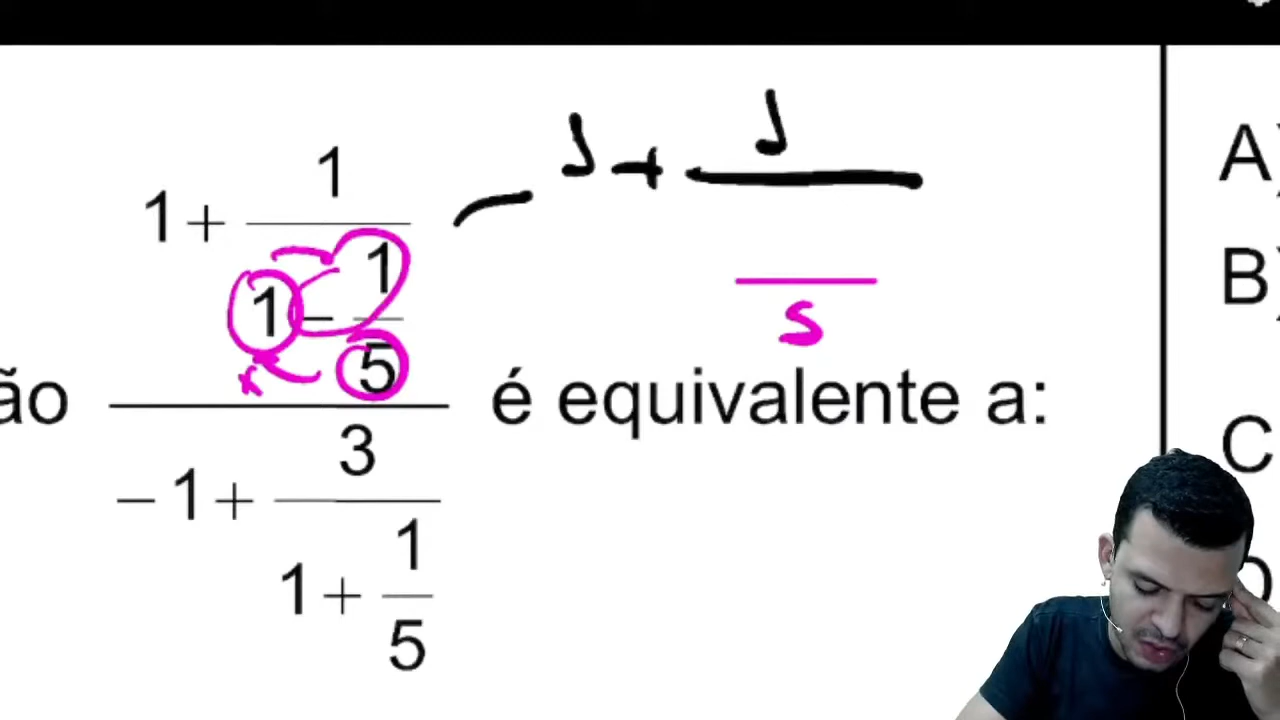 1 + 1
1 - 1
5
ão
é equivalente a:
-1 + 3
1 + 1
5
1 + 1
5
x
A)
B)
C